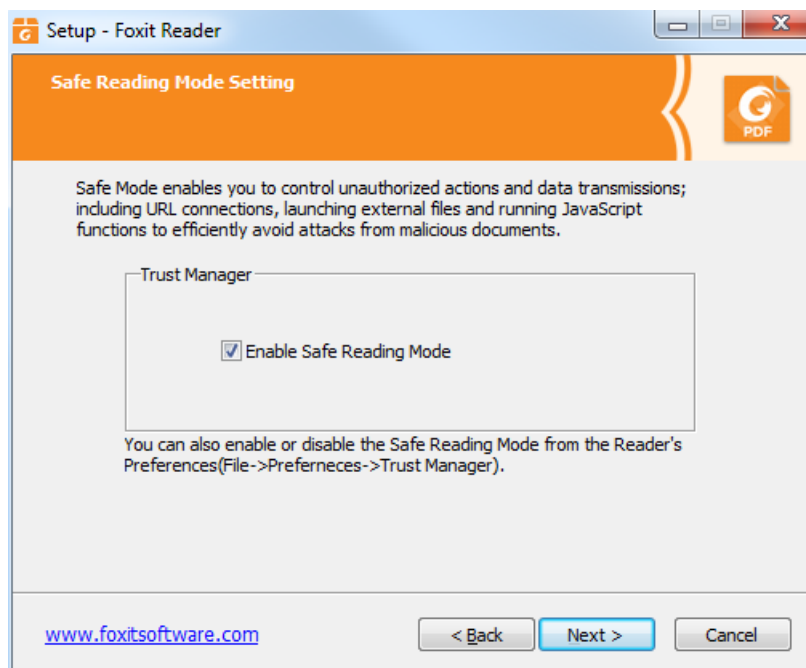 Setup - Foxit Reader
Safe Reading Mode Setting
PDF
Safe Mode enables you to control unauthorized actions and data transmissions;
including URL connections, launching external files and running JavaScript
functions to efficiently avoid attacks from malicious documents.
Trust Manager
Enable Safe Reading Mode
You can also enable or disable the Safe Reading Mode from the Reader's
Preferences(File->Preferneces->Trust Manager).
www.foxitsoftware.com
< Back
Next >
Cancel